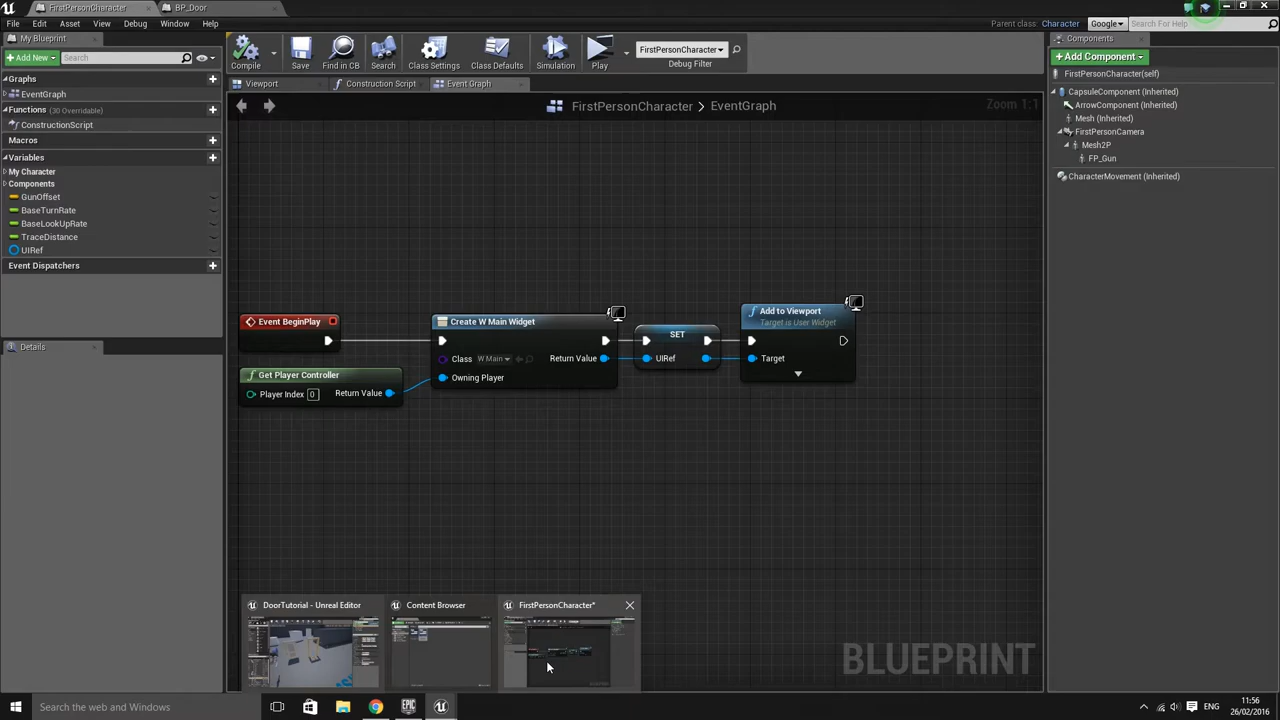 FirstPersonCharacter
BP_Door
File Edit Asset View Debug Window Help
Parent class: Character
Google
Search For Help
My Blueprint
Add New
Search
Graphs
EventGraph
Functions (30 Overridable)
ConstructionScript
Macros
Variables
My Character
Components
GunOffset
BaseTurnRate
BaseLookUpRate
TraceDistance
UIRef
Event Dispatchers
Details
Compile
Save
Find in CB
Search
Class Settings
Class Defaults
Simulation
Play
FirstPersonCharacter
Debug Filter
Viewport
Construction Script
Event Graph
FirstPersonCharacter > EventGraph
Zoom 1:1
Event BeginPlay
Get Player Controller
Player Index 0
Return Value
Create W Main Widget
Class W Main
Return Value
Owning Player
SET
UIRef
Add to Viewport
Target is User Widget
Target
BLUEPRINT
Components
Add Component
FirstPersonCharacter(self)
CapsuleComponent (Inherited)
ArrowComponent (Inherited)
Mesh (Inherited)
FirstPersonCamera
Mesh2P
FP_Gun
CharacterMovement (Inherited)
DoorTutorial - Unreal Editor
Content Browser
FirstPersonCharacter*
Search the web and Windows
EPIC
ENG
11:56
26/02/2016